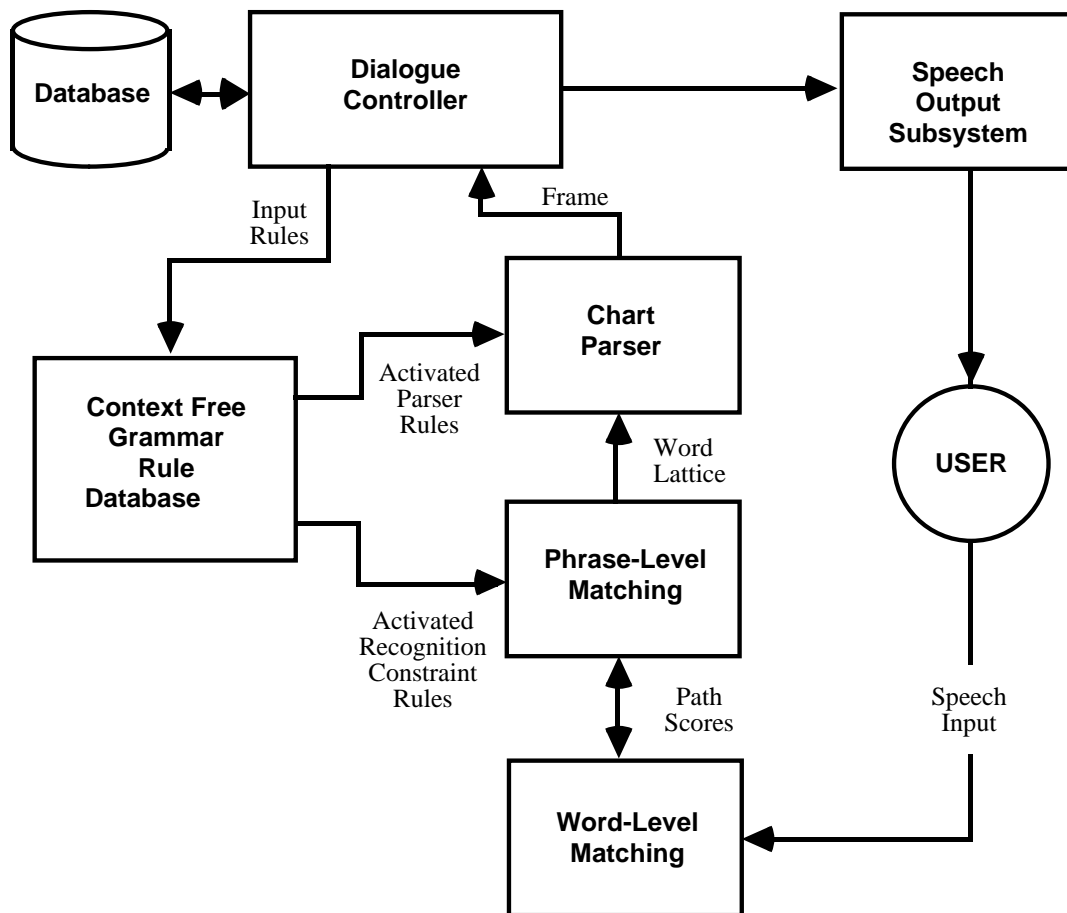 Database
Dialogue
Controller
Speech
Output
Subsystem
Input
Rules
Frame
Chart
Parser
Activated
Parser
Rules
Context Free
Grammar
Rule
Database
Word
Lattice
USER
Phrase-Level
Matching
Activated
Recognition
Constraint
Rules
Path
Scores
Speech
Input
Word-Level
Matching